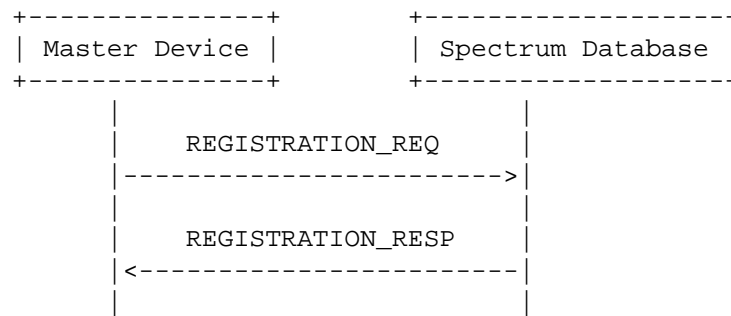 Master Device Spectrum Database
REGISTRATION_REQ
REGISTRATION_RESP